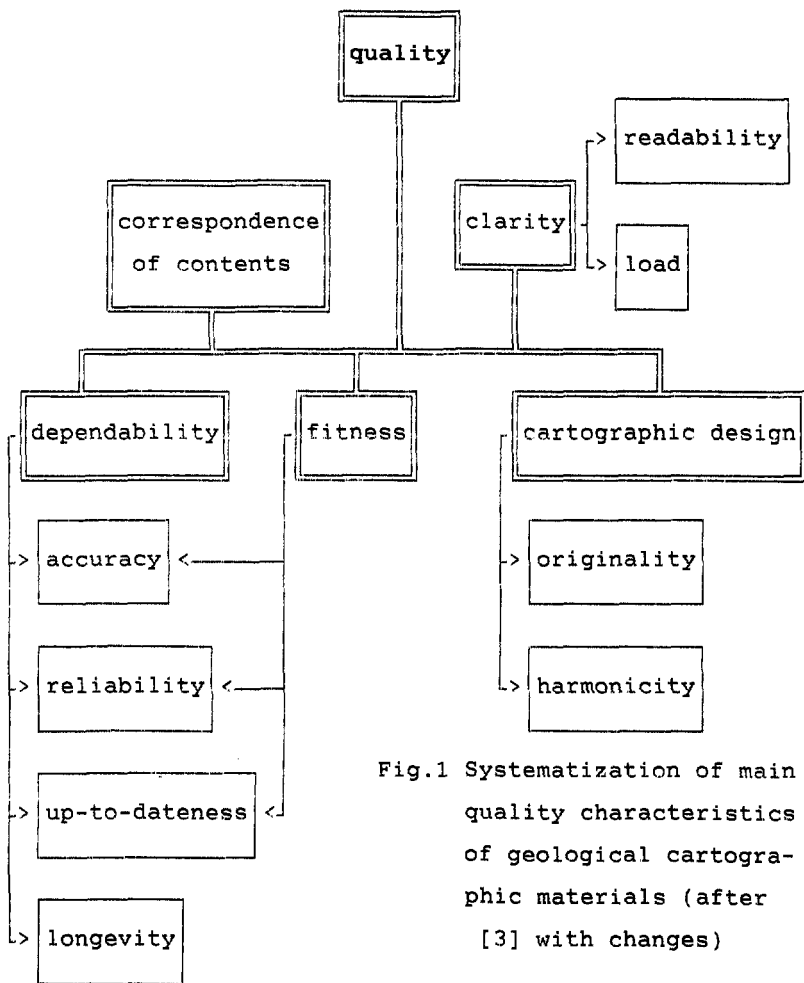 quality
readability
correspondence
of contents
clarity
load
dependability
fitness
cartographic design
accuracy
originality
reliability
harmonicity
up-to-dateness
longevity
Fig.1 Systematization of main
quality characteristics
of geological cartogra-
phic materials (after
[3] with changes)